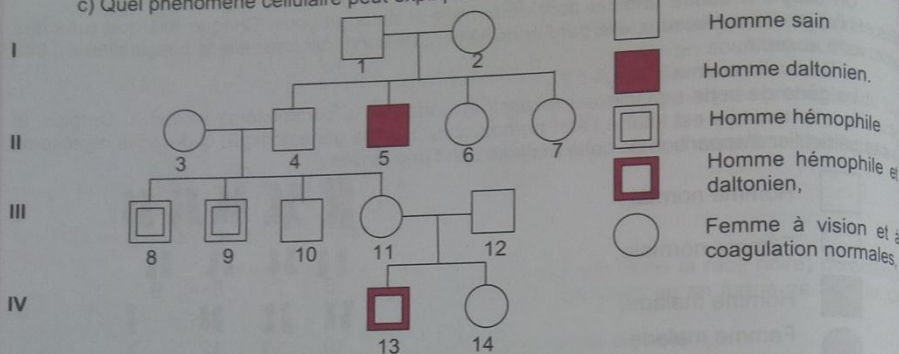 c) Quel phénomène cellulaire peut
I
1
2
Homme sain
Homme daltonien.
Homme hémophile
Homme hémophile et
daltonien,
Femme à vision et à
coagulation normales,
II
3
4
5
6
7
III
8
9
10
11
12
IV
13
14